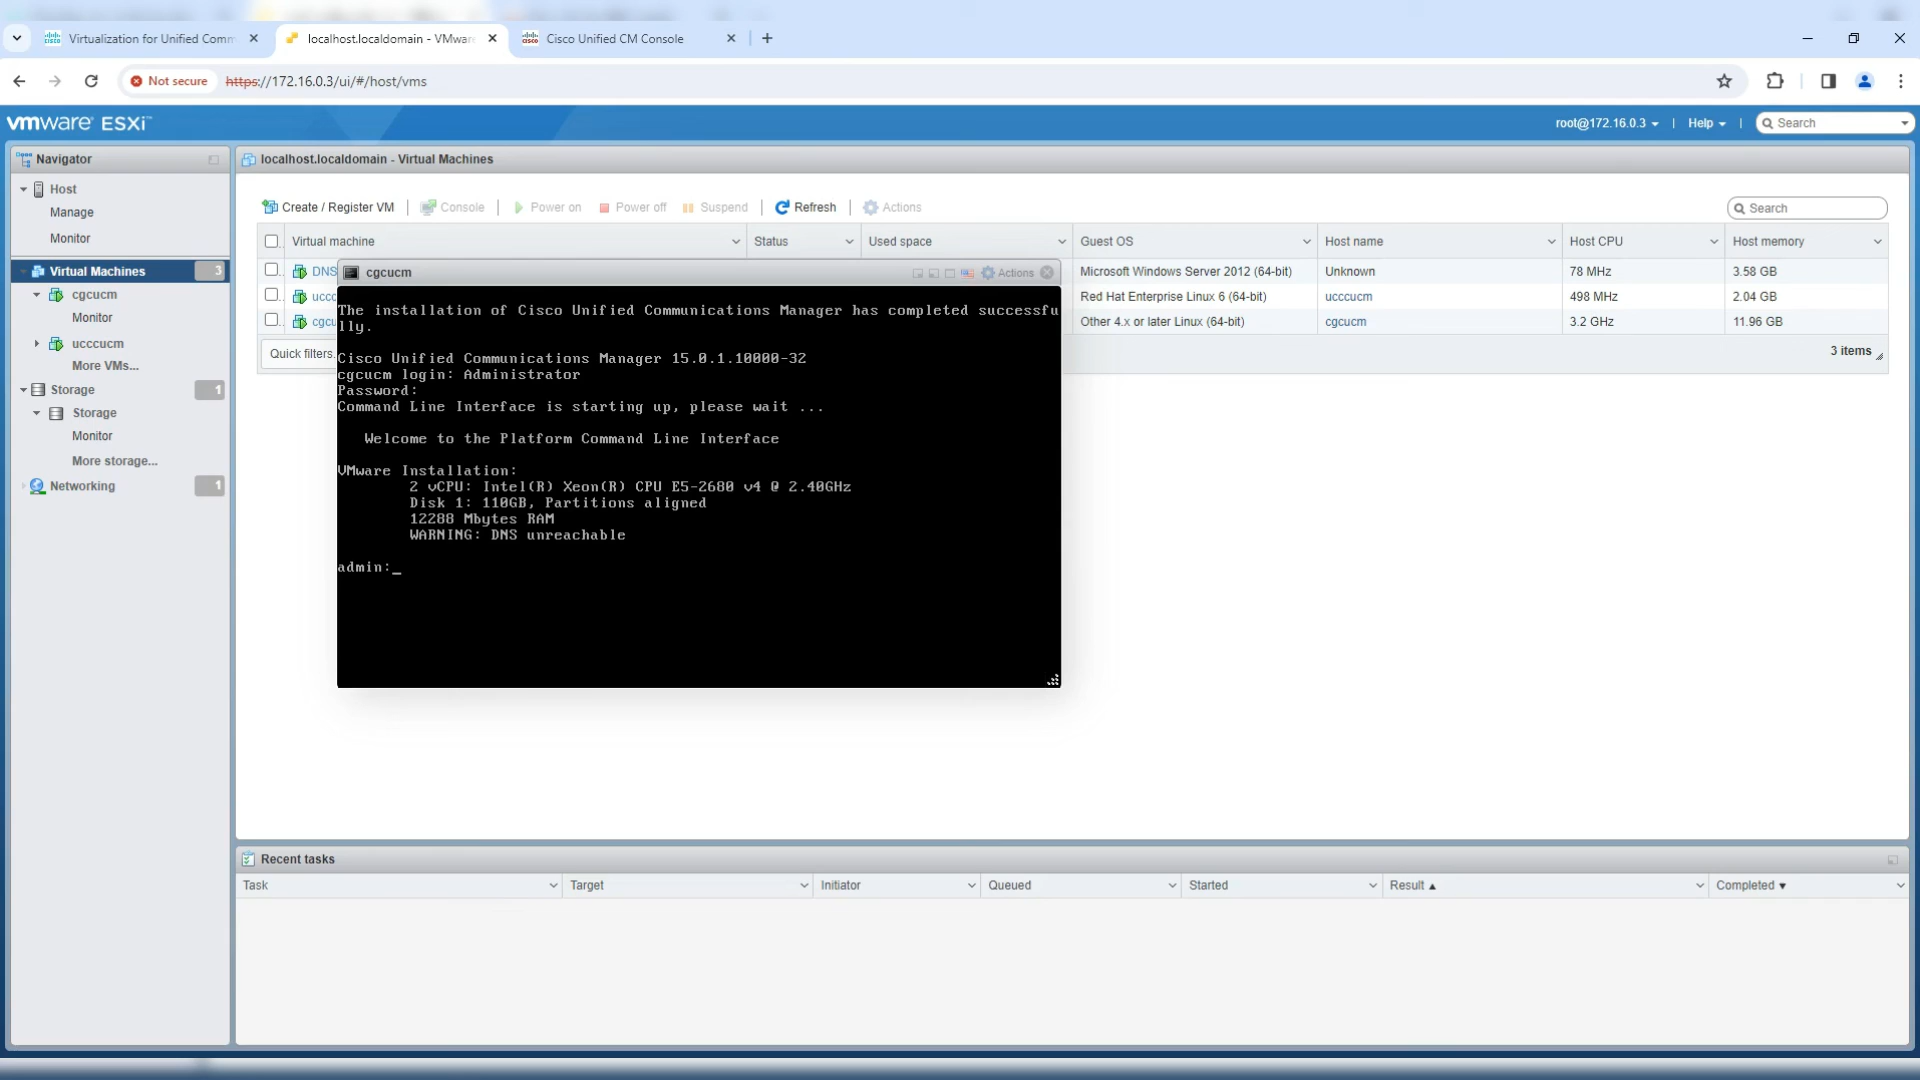 Virtualization for Unified Comm
localhost.localdomain - VMware
Cisco Unified CM Console
Not secure
https://172.16.0.3/ui/#/host/vms
vmware ESXi™
root@172.16.0.3
Help
Search
Navigator
localhost.localdomain - Virtual Machines
Host
Manage
Monitor
Create / Register VM
Console
Power on
Power off
Suspend
Refresh
Actions
Search
Virtual machine
Status
Used space
Guest OS
Host name
Host CPU
Host memory
Virtual Machines
3
DNS
Microsoft Windows Server 2012 (64-bit)
Unknown
78 MHz
3.58 GB
cgcucm
uccc
Red Hat Enterprise Linux 6 (64-bit)
ucccucm
498 MHz
2.04 GB
Monitor
cgcu
Other 4.x or later Linux (64-bit)
cgcucm
3.2 GHz
11.96 GB
ucccucm
Quick filters.
3 items
More VMs...
Storage
1
Storage
Monitor
More storage...
Networking
1
cgcucm
Actions
The installation of Cisco Unified Communications Manager has completed successfu
lly.
Cisco Unified Communications Manager 15.0.1.10000-32
cgcucm login: Administrator
Password:
Command Line Interface is starting up, please wait ...
Welcome to the Platform Command Line Interface
VMware Installation:
2 vCPU: Intel(R) Xeon(R) CPU E5-2680 v4 @ 2.40GHz
Disk 1: 110GB, Partitions aligned
12288 Mbytes RAM
WARNING: DNS unreachable
admin:_
Recent tasks
Task
Target
Initiator
Queued
Started
Result
Completed